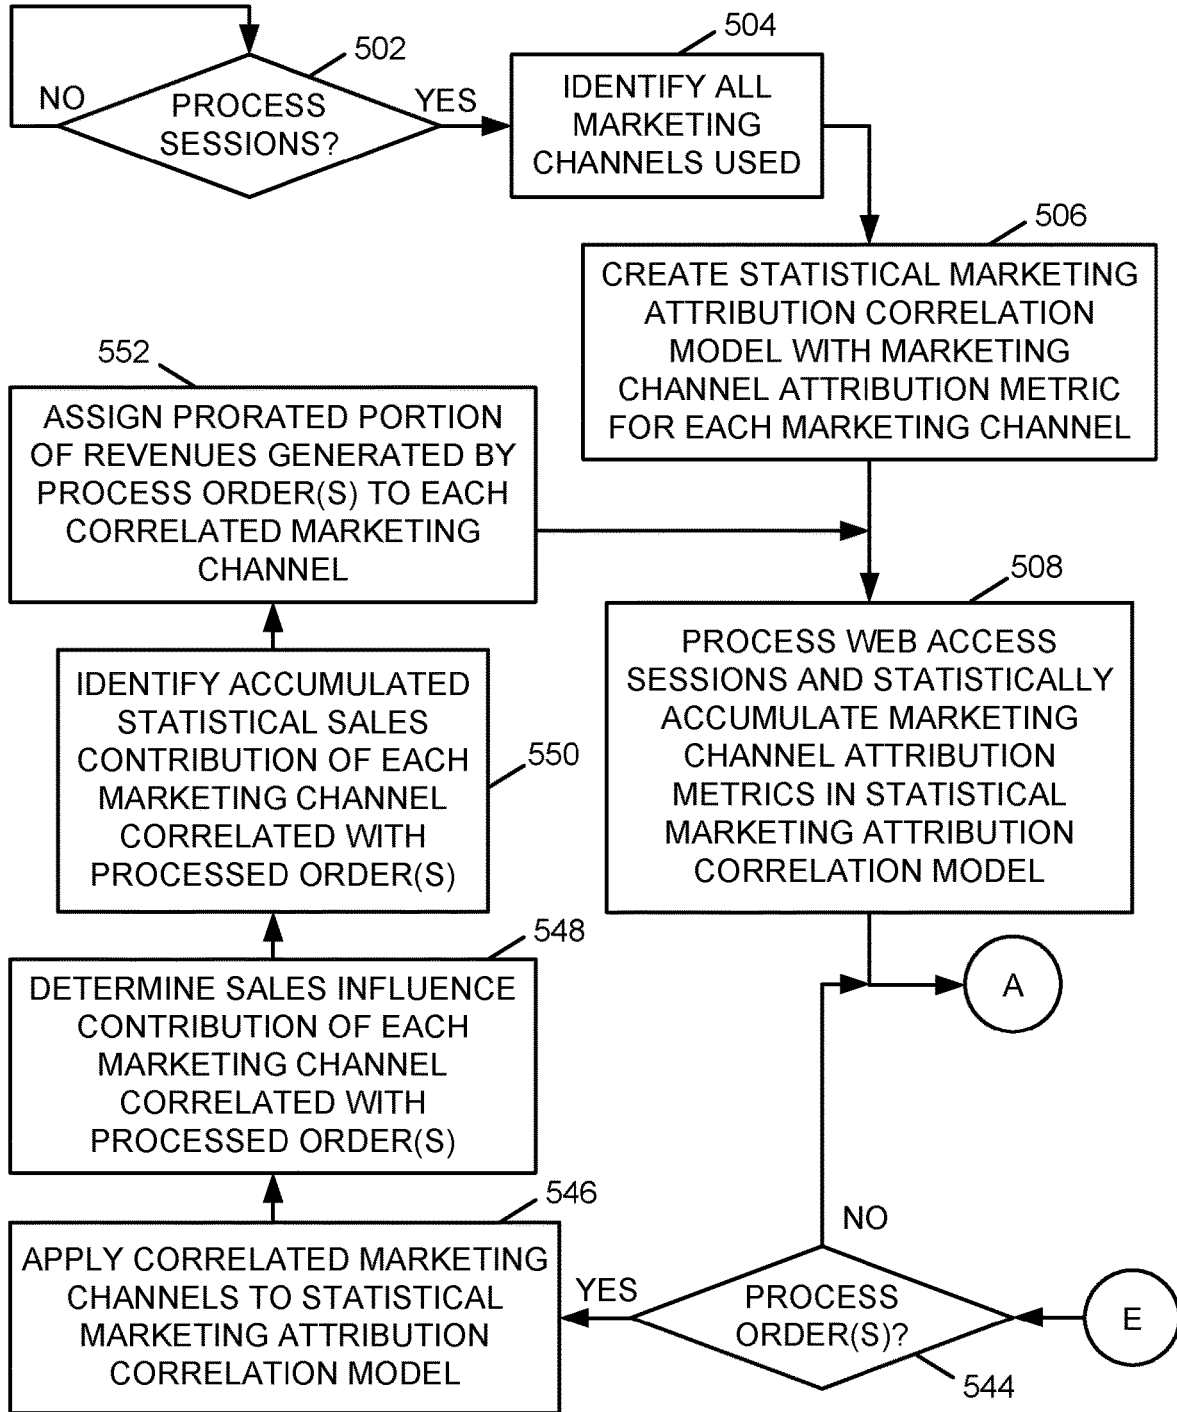 502
NO
PROCESS
SESSIONS?
YES
504
IDENTIFY ALL
MARKETING
CHANNELS USED
506
CREATE STATISTICAL MARKETING
ATTRIBUTION CORRELATION
MODEL WITH MARKETING
CHANNEL ATTRIBUTION METRIC
FOR EACH MARKETING CHANNEL
552
ASSIGN PRORATED PORTION
OF REVENUES GENERATED BY
PROCESS ORDER(S) TO EACH
CORRELATED MARKETING
CHANNEL
508
PROCESS WEB ACCESS
SESSIONS AND STATISTICALLY
ACCUMULATE MARKETING
CHANNEL ATTRIBUTION
METRICS IN STATISTICAL
MARKETING ATTRIBUTION
CORRELATION MODEL
IDENTIFY ACCUMULATED
STATISTICAL SALES
CONTRIBUTION OF EACH
MARKETING CHANNEL
CORRELATED WITH
PROCESSED ORDER(S)
550
A
548
DETERMINE SALES INFLUENCE
CONTRIBUTION OF EACH
MARKETING CHANNEL
CORRELATED WITH
PROCESSED ORDER(S)
546
APPLY CORRELATED MARKETING
CHANNELS TO STATISTICAL
MARKETING ATTRIBUTION
CORRELATION MODEL
YES
NO
PROCESS
ORDER(S)?
544
E